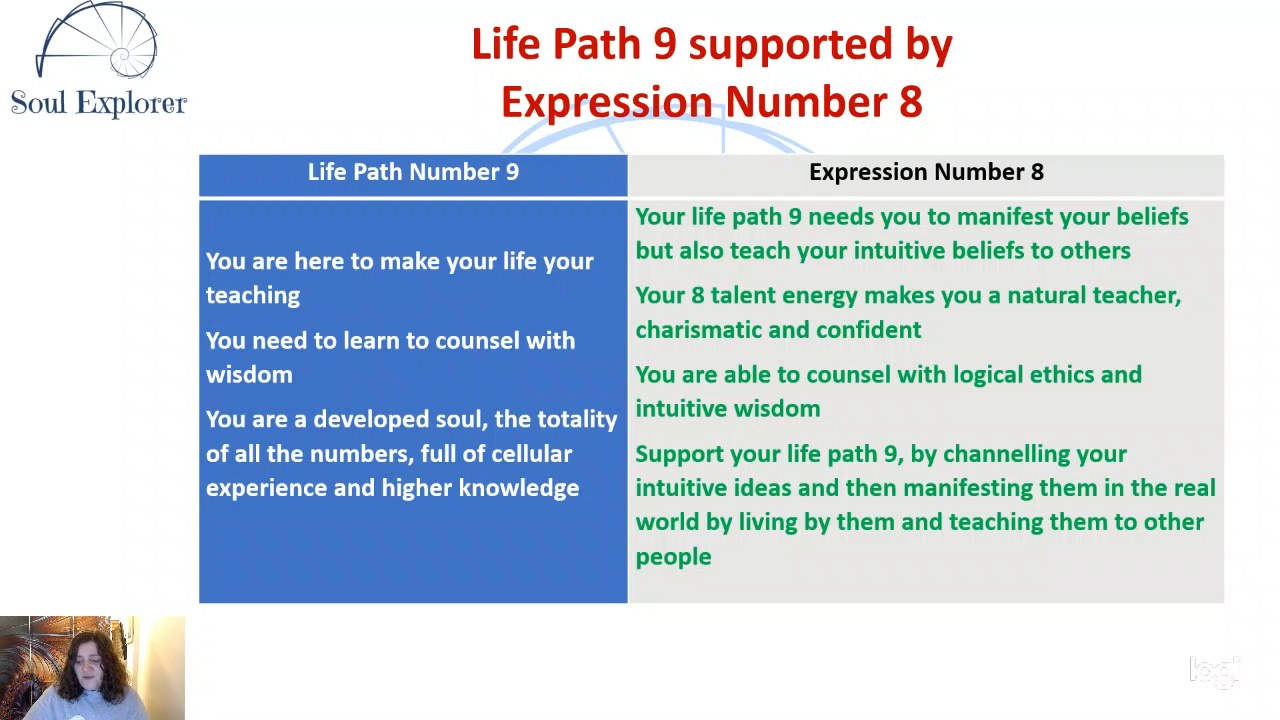 Soul Explorer
Life Path 9 supported by
Expression Number 8
Life Path Number 9
Expression Number 8
You are here to make your life your
teaching
You need to learn to counsel with
wisdom
You are a developed soul, the totality
of all the numbers, full of cellular
experience and higher knowledge
Your life path 9 needs you to manifest your beliefs
but also teach your intuitive beliefs to others
Your 8 talent energy makes you a natural teacher,
charismatic and confident
You are able to counsel with logical ethics and
intuitive wisdom
Support your life path 9, by channelling your
intuitive ideas and then manifesting them in the real
world by living by them and teaching them to other
people
logi